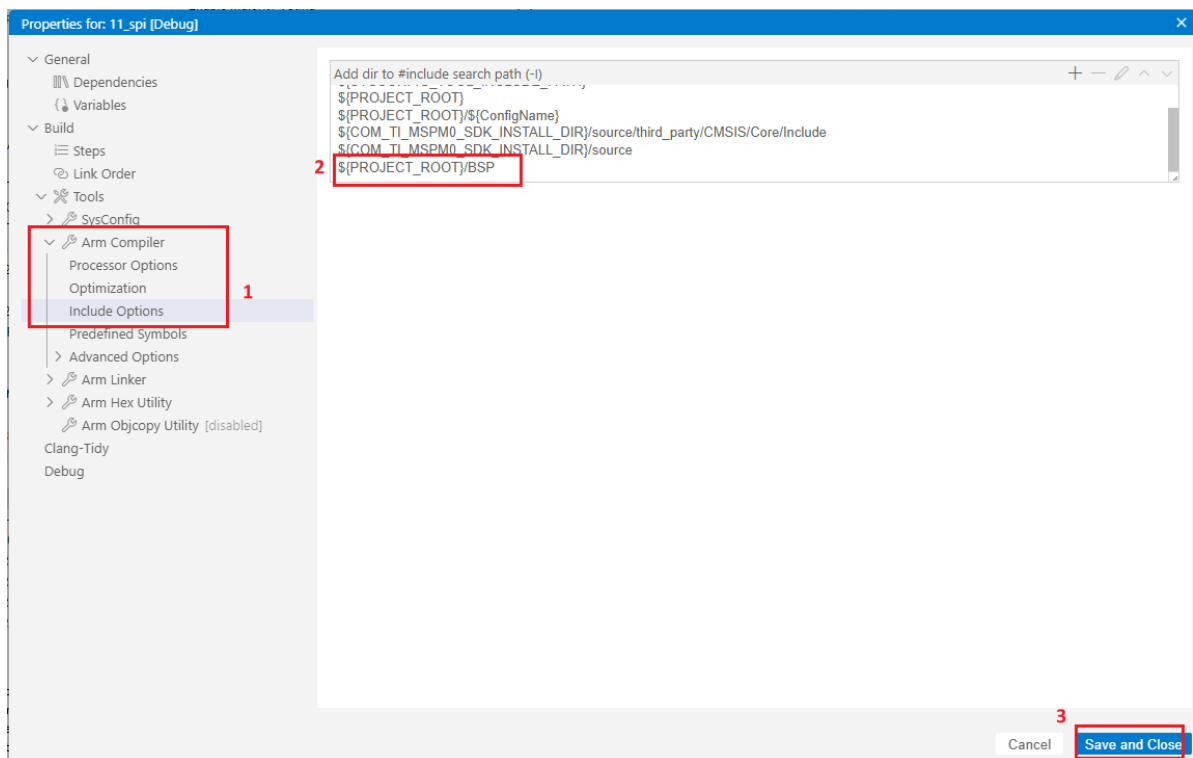 Properties for: 11_spi [Debug]
General
Dependencies
Variables
Build
Steps
Link Order
Tools
SysConfig
Arm Compiler
Processor Options
Optimization
Include Options
1
Predefined Symbols
Advanced Options
Arm Linker
Arm Hex Utility
Arm Objcopy Utility [disabled]
Clang-Tidy
Debug
Add dir to #include search path (-I)
${PROJECT_ROOT}
${PROJECT_ROOT}/${ConfigName}
${COM_TI_MSPM0_SDK_INSTALL_DIR}/source/third_party/CMSIS/Core/Include
${COM_TI_MSPM0_SDK_INSTALL_DIR}/source
2 ${PROJECT_ROOT}/BSP
3
Cancel Save and Close